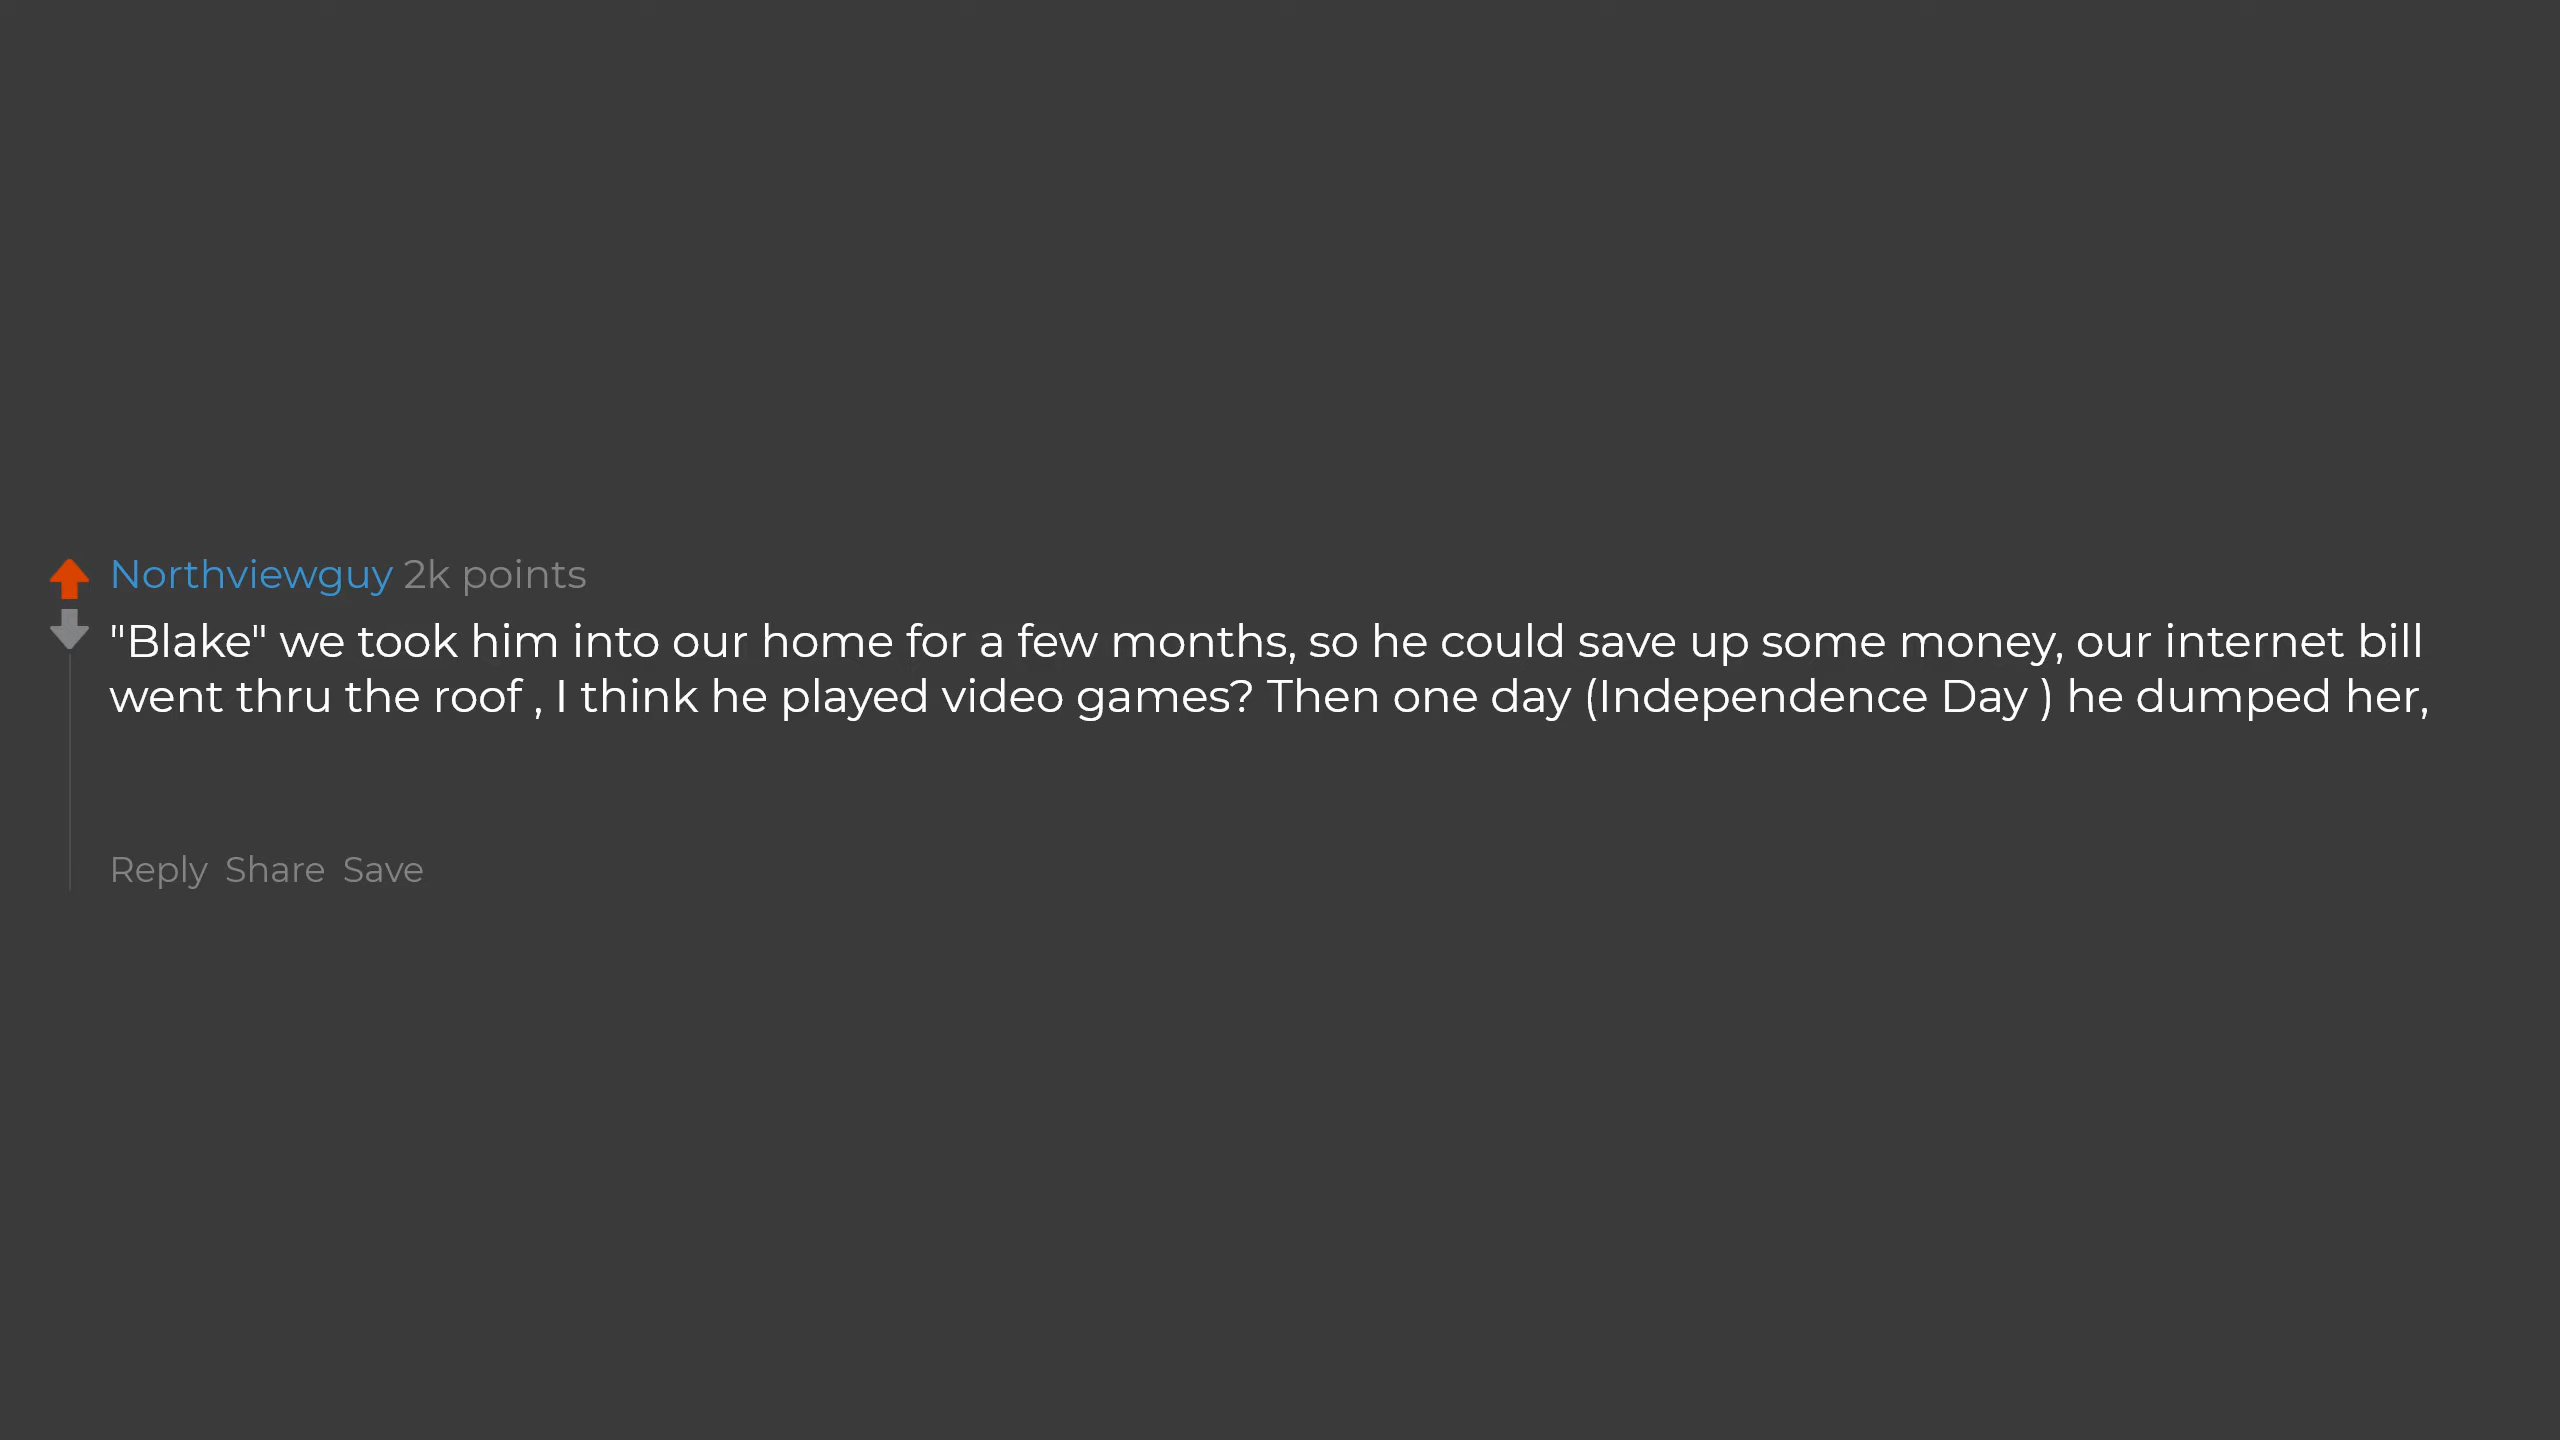 Northviewguy 2k points
"Blake" we took him into our home for a few months, so he could save up some money, our internet bill
went thru the roof , I think he played video games? Then one day (Independence Day ) he dumped her,
Reply Share Save